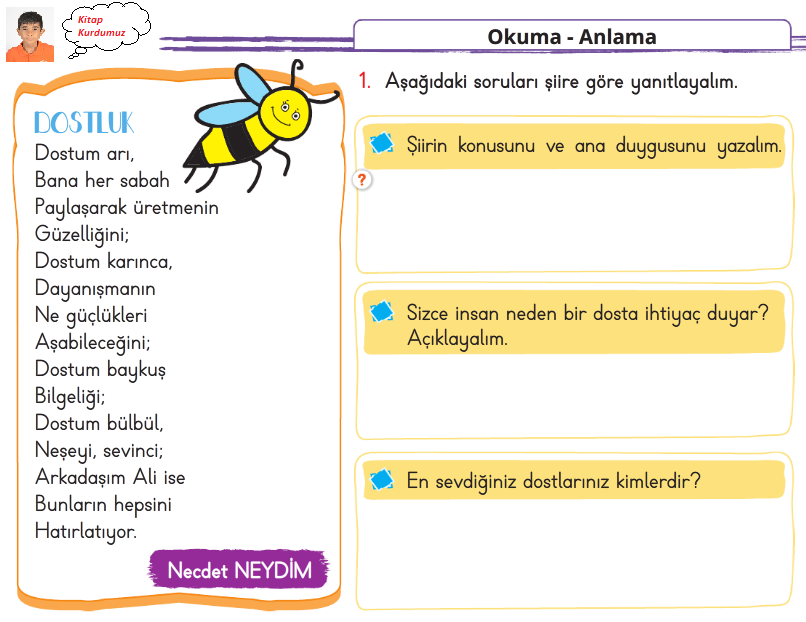 Kitap
Kurdumuz
Okuma - Anlama
DOSTLUK
Dostum arı,
Bana her sabah
Paylaşarak üretmenin
Güzelliğini;
Dostum karınca,
Dayanışmanın
Ne güçlükleri
Aşabileceğini;
Dostum baykuş
Bilgeliği;
Dostum bülbül,
Neşeyi, sevinci;
Arkadaşım Ali ise
Bunların hepsini
Hatırlatıyor.
Necdet NEYDİM
1. Aşağıdaki soruları şiire göre yanıtlayalım.
Şiirin konusunu ve ana duygusunu yazalım.
?
Sizce insan neden bir dosta ihtiyaç duyar?
Açıklayalım.
En sevdiğiniz dostlarınız kimlerdir?